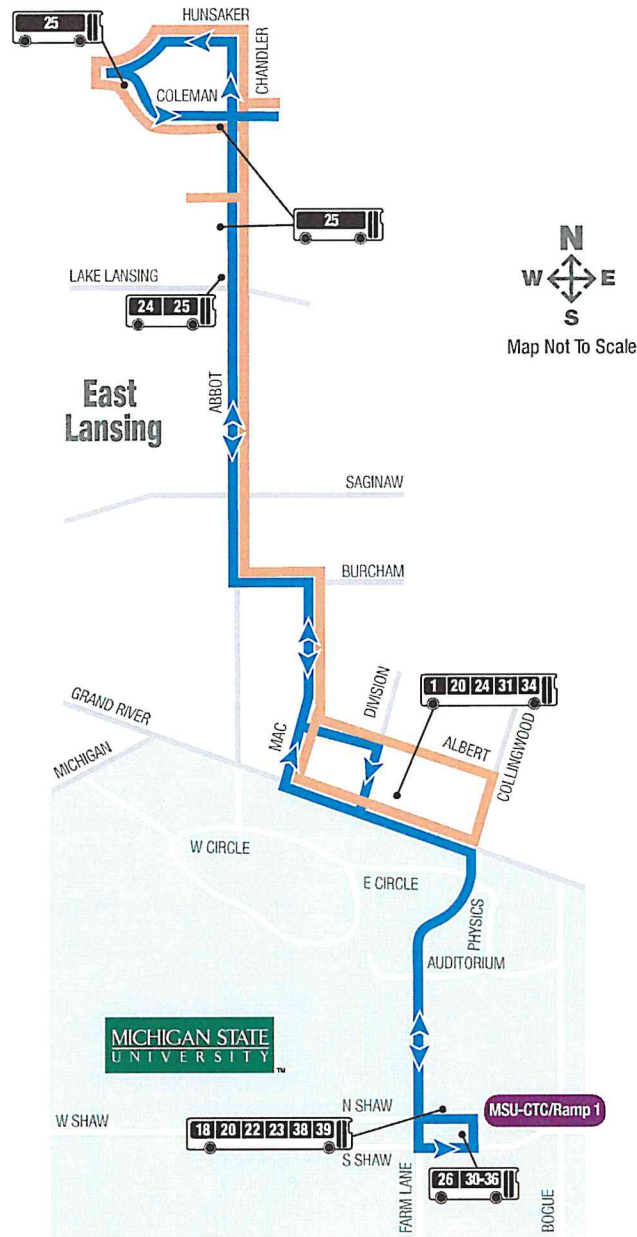 HUNSAKER
25
CHANDLER
COLEMAN
25
LAKE LANSING
24 25
N
W E
S
Map Not To Scale
East
Lansing
ABBOT
SAGINAW
BURCHAM
1 20 24 31 34
DIVISION
GRAND RIVER
MAC
ALBERT
COLLINGWOOD
MICHIGAN
W CIRCLE
E CIRCLE
PHYSICS
AUDITORIUM
MICHIGAN STATE
UNIVERSITY
TM
N SHAW
MSU-CTC/Ramp 1
W SHAW
18 20 22 23 38 39
S SHAW
26 30-36
FARM LANE
BOGUE